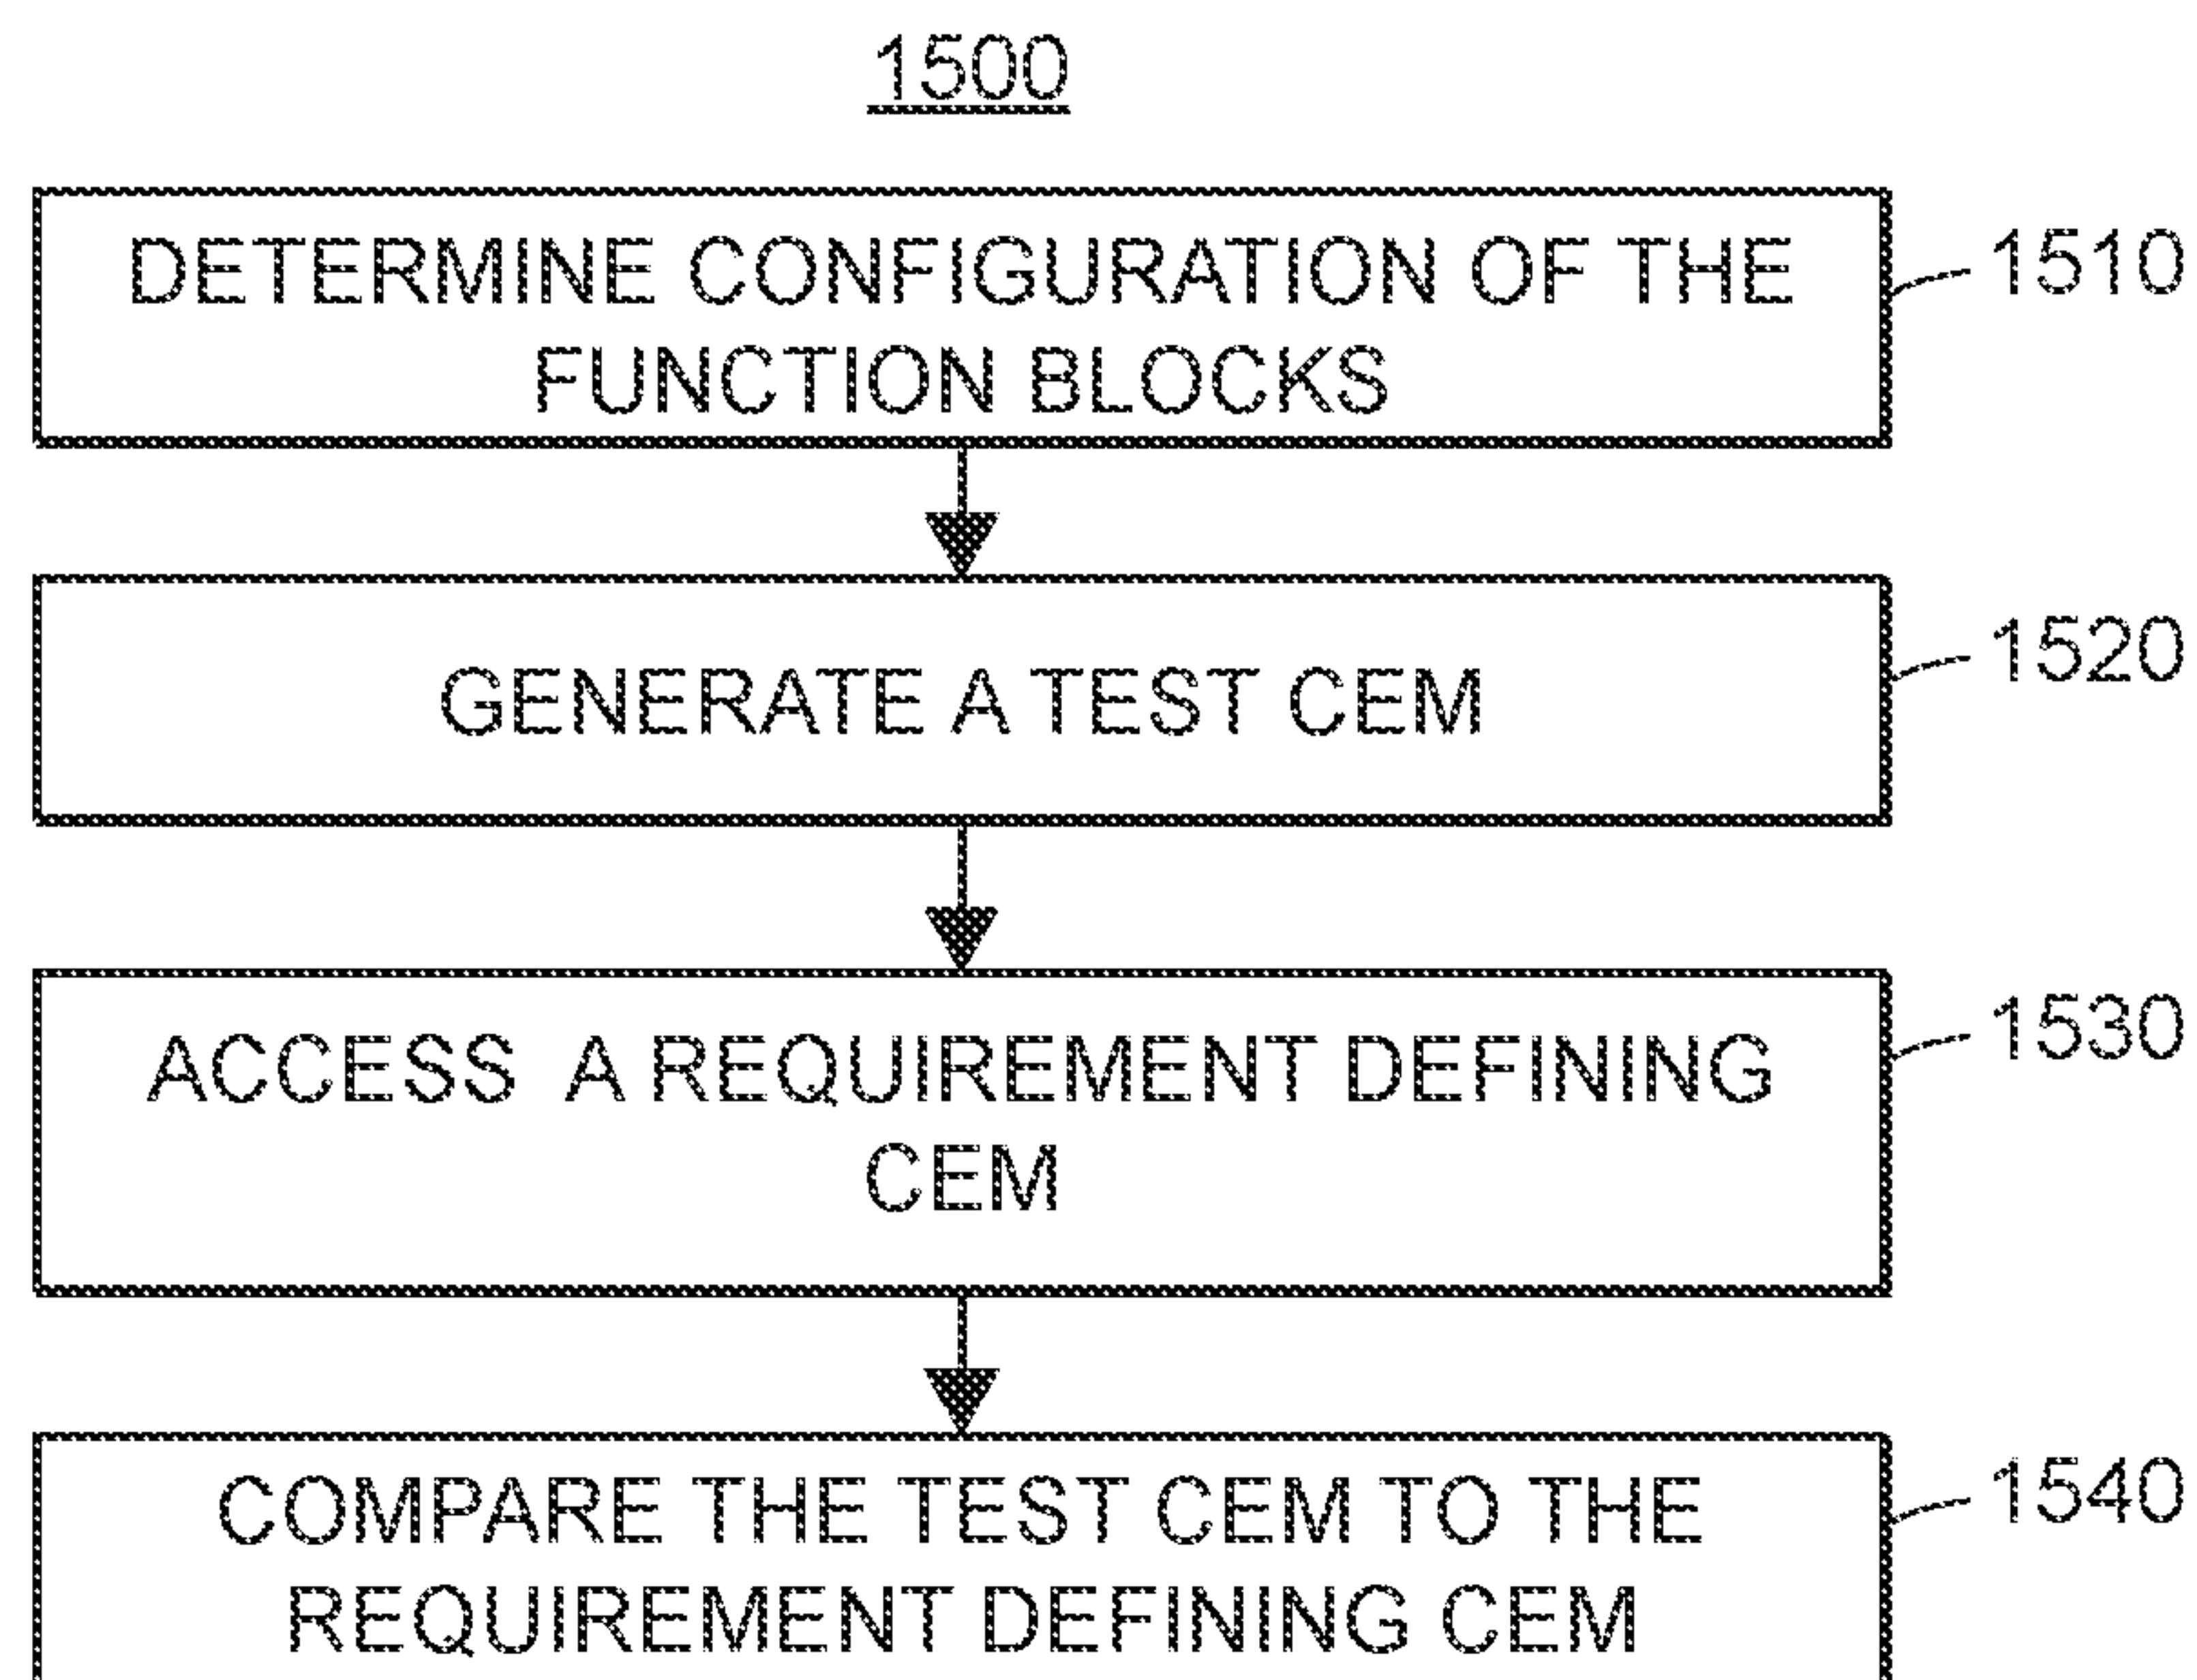 1500
DETERMINE CONFIGURATION OF THE
FUNCTION BLOCKS
1510
GENERATE A TEST CEM
1520
ACCESS A REQUIREMENT DEFINING
CEM
1530
COMPARE THE TEST CEM TO THE
REQUIREMENT DEFINING CEM
1540